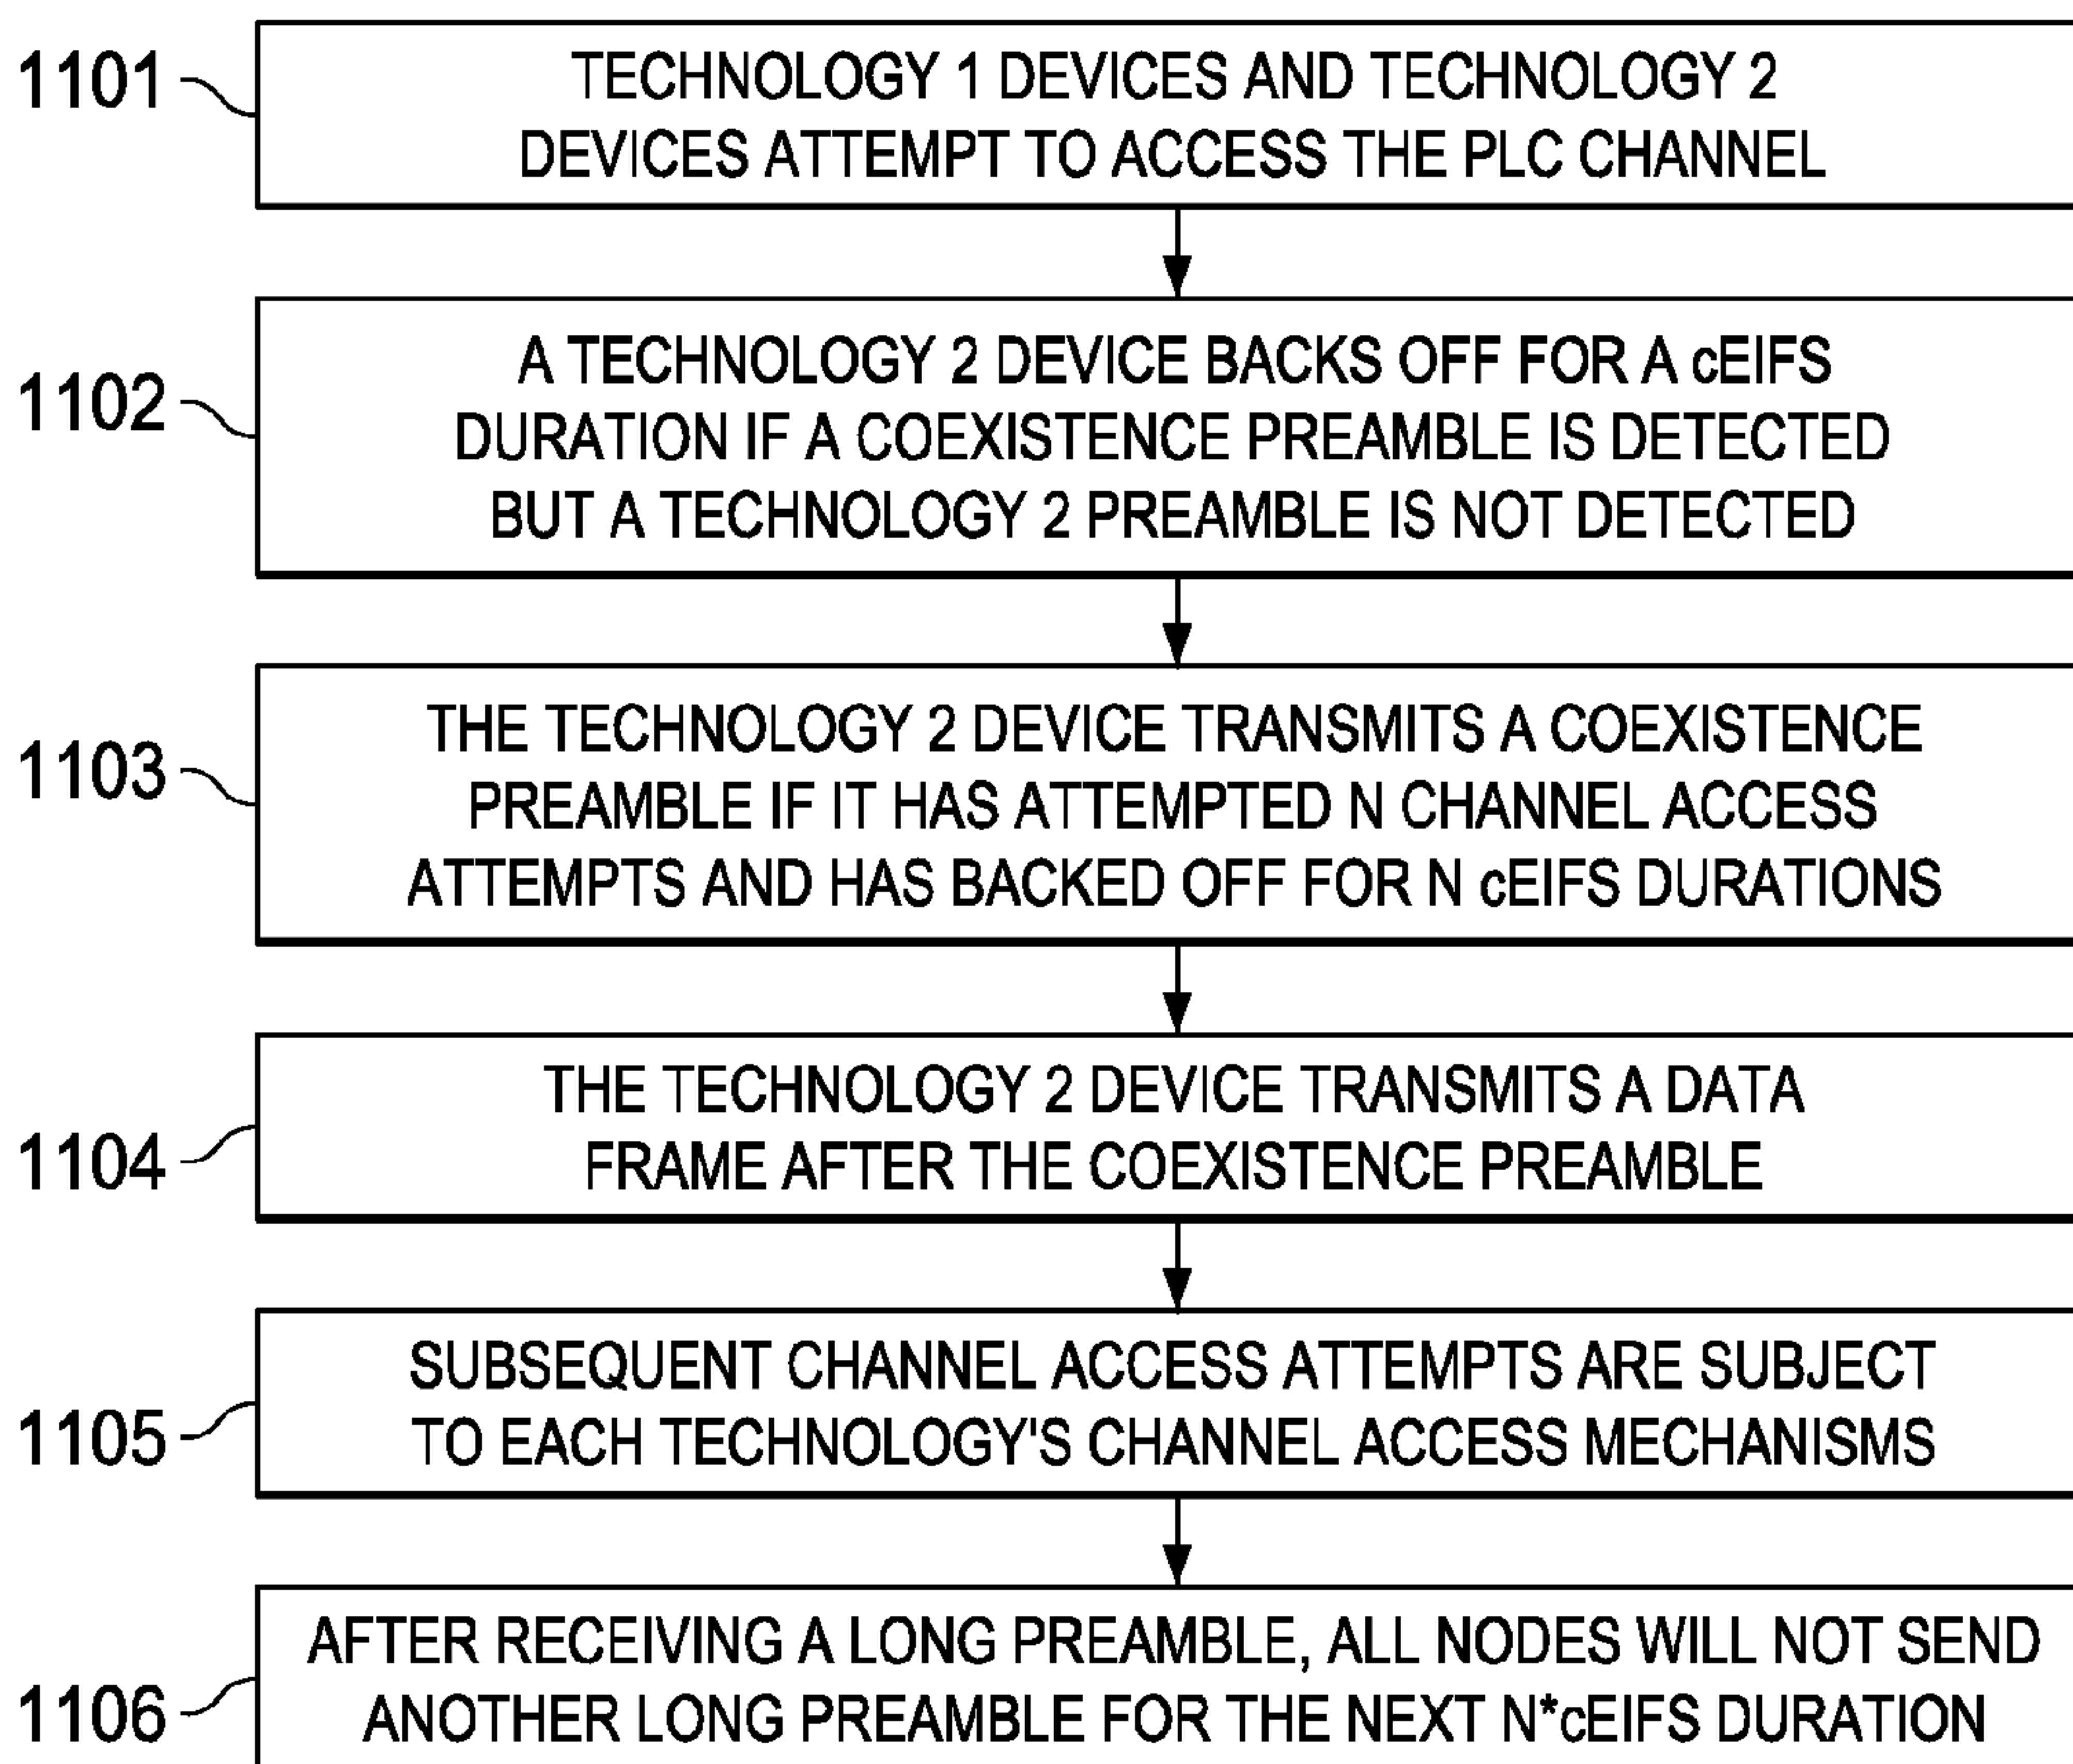 1101
TECHNOLOGY 1 DEVICES AND TECHNOLOGY 2
DEVICES ATTEMPT TO ACCESS THE PLC CHANNEL
1102
A TECHNOLOGY 2 DEVICE BACKS OFF FOR A cEIFS
DURATION IF A COEXISTENCE PREAMBLE IS DETECTED
BUT A TECHNOLOGY 2 PREAMBLE IS NOT DETECTED
1103
THE TECHNOLOGY 2 DEVICE TRANSMITS A COEXISTENCE
PREAMBLE IF IT HAS ATTEMPTED N CHANNEL ACCESS
ATTEMPTS AND HAS BACKED OFF FOR N cEIFS DURATIONS
1104
THE TECHNOLOGY 2 DEVICE TRANSMITS A DATA
FRAME AFTER THE COEXISTENCE PREAMBLE
1105
SUBSEQUENT CHANNEL ACCESS ATTEMPTS ARE SUBJECT
TO EACH TECHNOLOGY'S CHANNEL ACCESS MECHANISMS
1106
AFTER RECEIVING A LONG PREAMBLE, ALL NODES WILL NOT SEND
ANOTHER LONG PREAMBLE FOR THE NEXT N*cEIFS DURATION